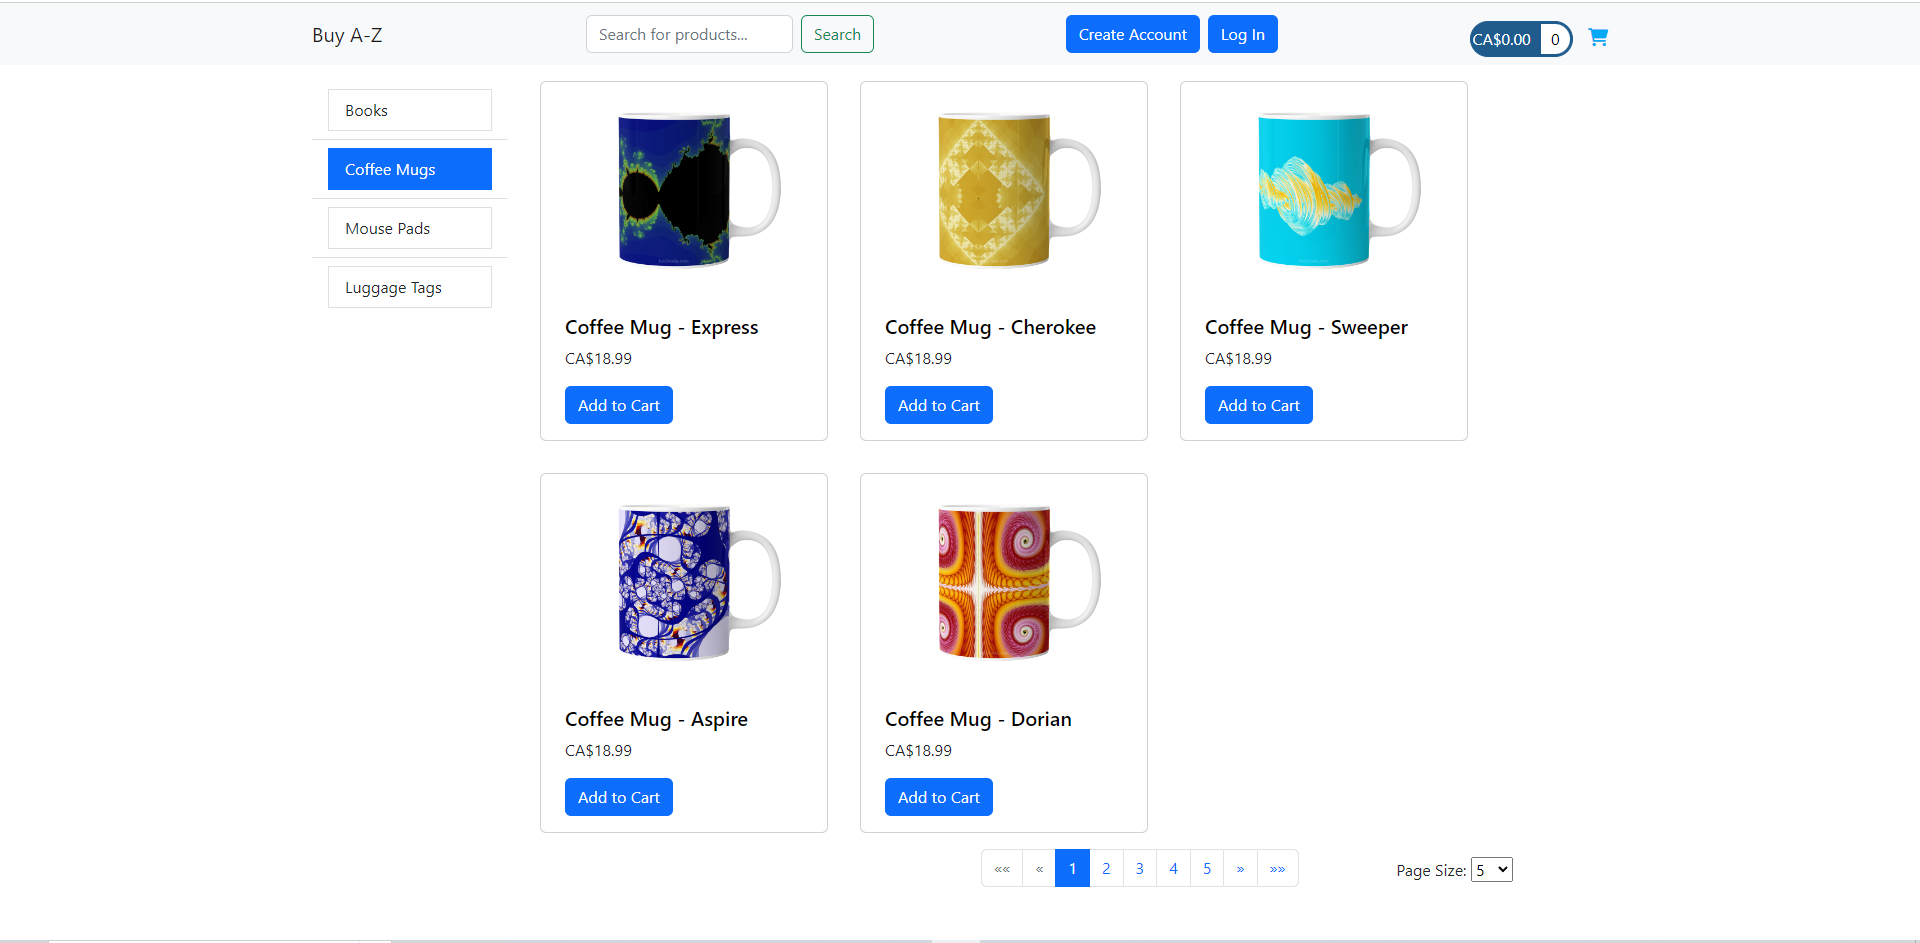 Buy A-Z
Search for products...
Search
Create Account
Log In
CA$0.00 0
Books
Coffee Mugs
Mouse Pads
Luggage Tags
Coffee Mug - Express
CA$18.99
Add to Cart
Coffee Mug - Cherokee
CA$18.99
Add to Cart
Coffee Mug - Sweeper
CA$18.99
Add to Cart
Coffee Mug - Aspire
CA$18.99
Add to Cart
Coffee Mug - Dorian
CA$18.99
Add to Cart
«« « 1 2 3 4 5 » »»
Page Size: 5